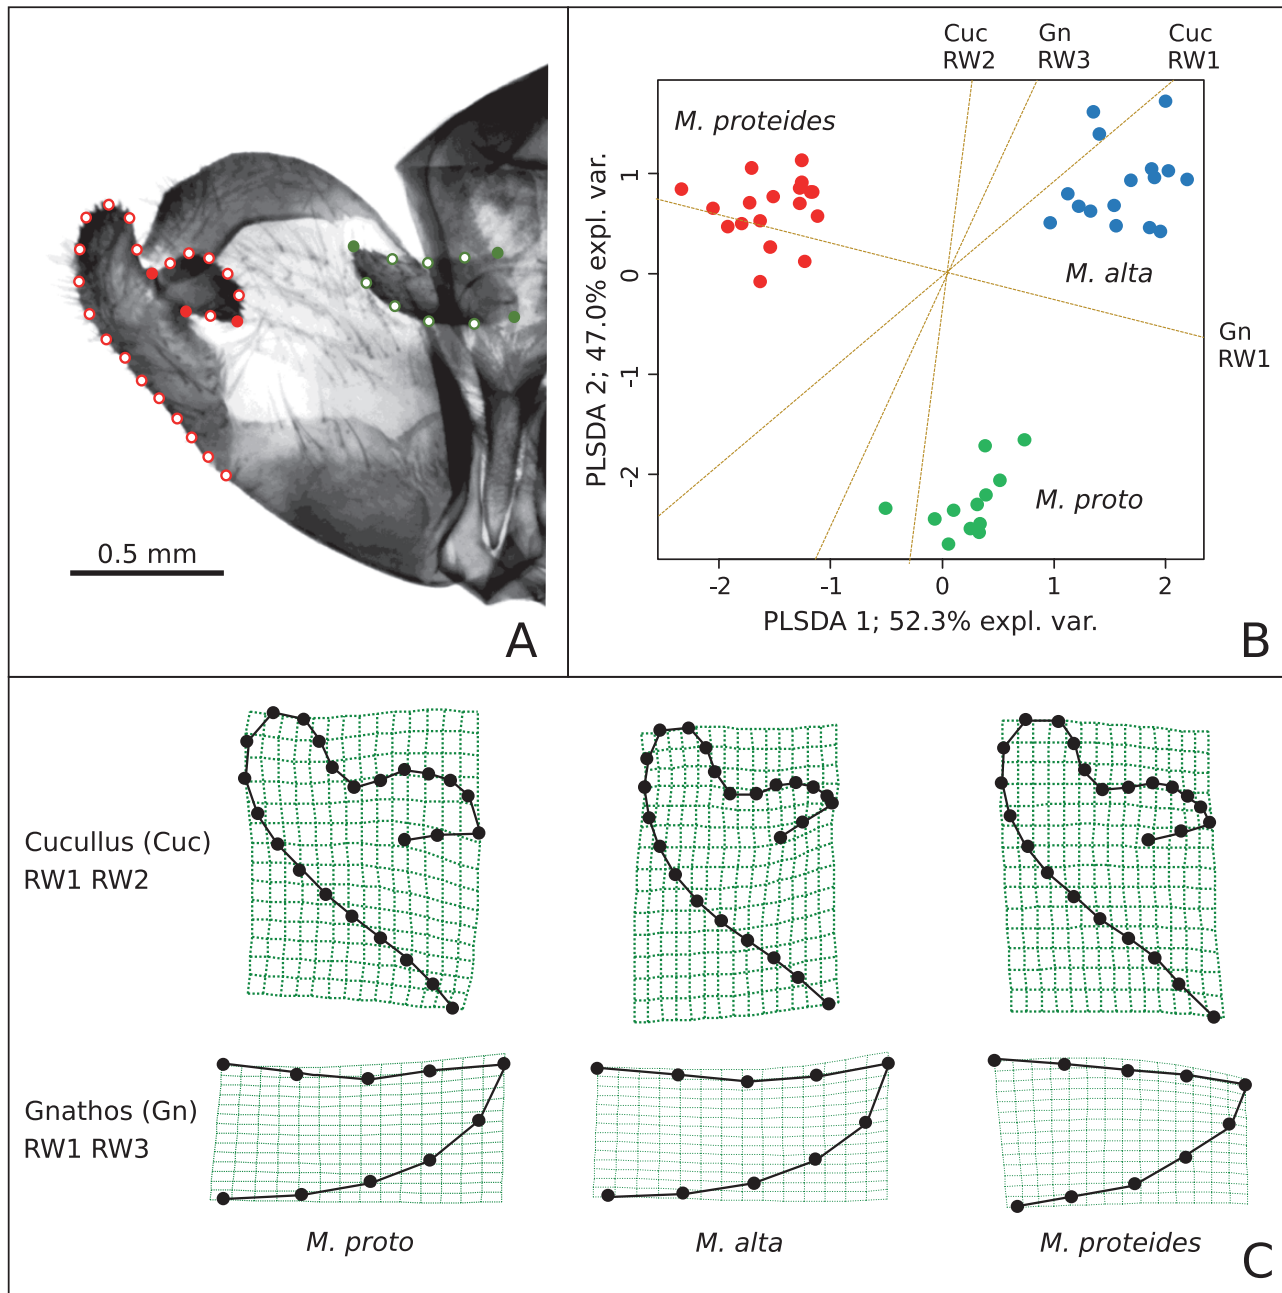 0.5 mm
A
Cuc
RW2
Gn
RW3
Cuc
RW1
M. proteides
M. alta
M. proto
Gn
RW1
PLSDA 2; 47.0% expl. var.
1
0
-1
-2
-2
-1
0
1
2
PLSDA 1; 52.3% expl. var.
B
Cucullus (Cuc)
RW1 RW2
Gnathos (Gn)
RW1 RW3
M. proto
M. alta
M. proteides
C